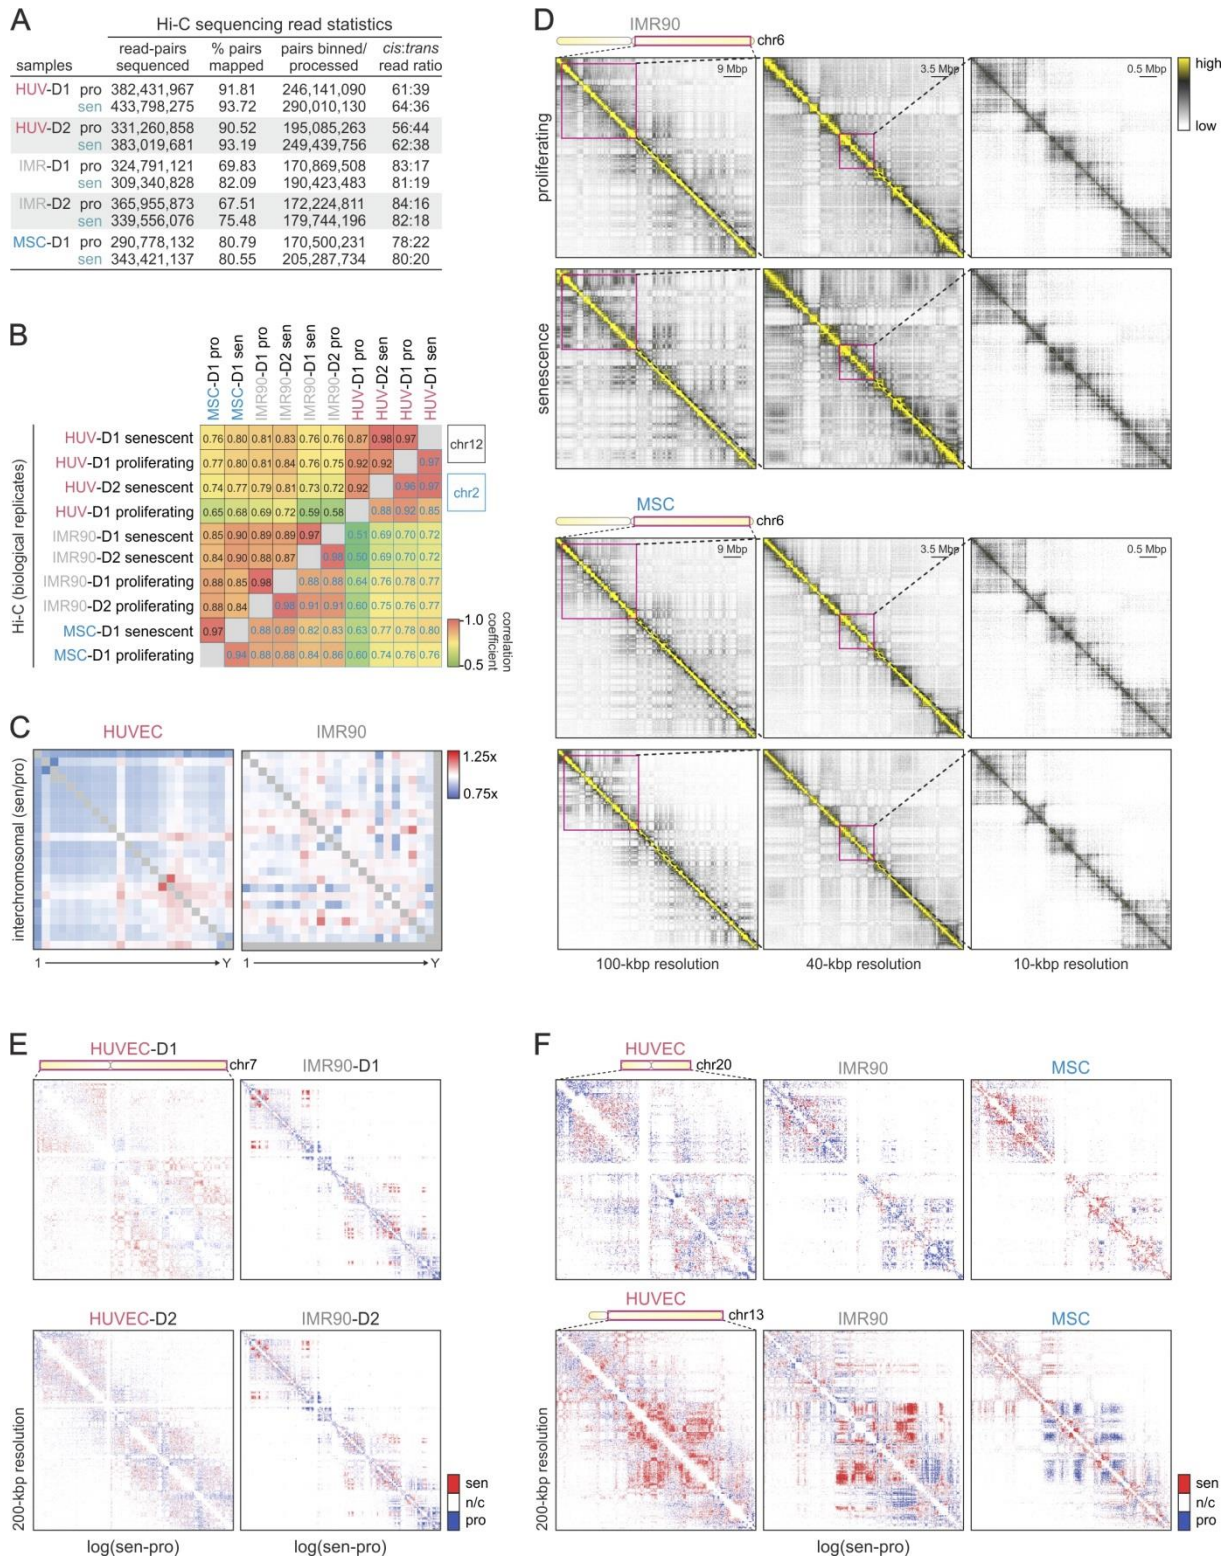 A
Hi-C sequencing read statistics
samples read-pairs sequenced % pairs mapped pairs binned/ processed cis:trans read ratio
HUV-D1 pro 382,431,967 91.81 246,141,090 61:39
sen 433,798,275 93.72 290,010,130 64:36
HUV-D2 pro 331,260,858 90.52 195,085,263 56:44
sen 383,019,681 93.19 249,439,756 62:38
IMR-D1 pro 324,791,121 69.83 170,869,508 83:17
sen 309,340,828 82.09 190,423,483 81:19
IMR-D2 pro 365,955,873 67.51 172,224,811 84:16
sen 339,556,076 75.48 179,744,196 82:18
MSC-D1 pro 290,778,132 80.79 170,500,231 78:22
sen 343,421,137 80.55 205,287,734 80:20
B
MSC-D1 pro
MSC-D1 sen
IMR90-D1 pro
IMR90-D2 sen
IMR90-D1 sen
IMR90-D2 pro
HUV-D1 pro
HUV-D2 sen
HUV-D1 pro
HUV-D1 sen
Hi-C (biological replicates)
HUV-D1 senescent 0.76 0.80 0.81 0.83 0.76 0.76 0.87 0.98 0.97
HUV-D1 proliferating 0.77 0.80 0.81 0.84 0.76 0.75 0.92 0.92 0.97
HUV-D2 senescent 0.74 0.77 0.79 0.81 0.73 0.72 0.92 0.96 0.97
HUV-D1 proliferating 0.65 0.68 0.69 0.72 0.59 0.58 0.88 0.92 0.85
IMR90-D1 senescent 0.85 0.90 0.89 0.89 0.97 0.51 0.69 0.70 0.72
IMR90-D2 senescent 0.84 0.90 0.88 0.87 0.98 0.50 0.69 0.70 0.72
IMR90-D1 proliferating 0.88 0.85 0.98 0.88 0.88 0.64 0.76 0.78 0.77
IMR90-D2 proliferating 0.88 0.84 0.98 0.91 0.91 0.60 0.75 0.76 0.77
MSC-D1 senescent 0.97 0.88 0.89 0.82 0.83 0.63 0.77 0.78 0.80
MSC-D1 proliferating 0.94 0.88 0.88 0.84 0.86 0.60 0.74 0.76 0.76
chr12
chr2
1.0
0.5
correlation
coefficient
C
HUVEC
IMR90
interchromosomal (sen/pro)
1.25x
0.75x
1 Y
1 Y
D
IMR90
chr6
proliferating
9 Mbp
3.5 Mbp
0.5 Mbp
high
low
senescence
MSC
chr6
9 Mbp
3.5 Mbp
0.5 Mbp
100-kbp resolution
40-kbp resolution
10-kbp resolution
E
HUVEC-D1
chr7
IMR90-D1
HUVEC-D2
IMR90-D2
200-kbp resolution
sen
n/c
pro
log(sen-pro)
log(sen-pro)
F
HUVEC
chr20
IMR90
MSC
HUVEC
chr13
IMR90
MSC
200-kbp resolution
sen
n/c
pro
log(sen-pro)